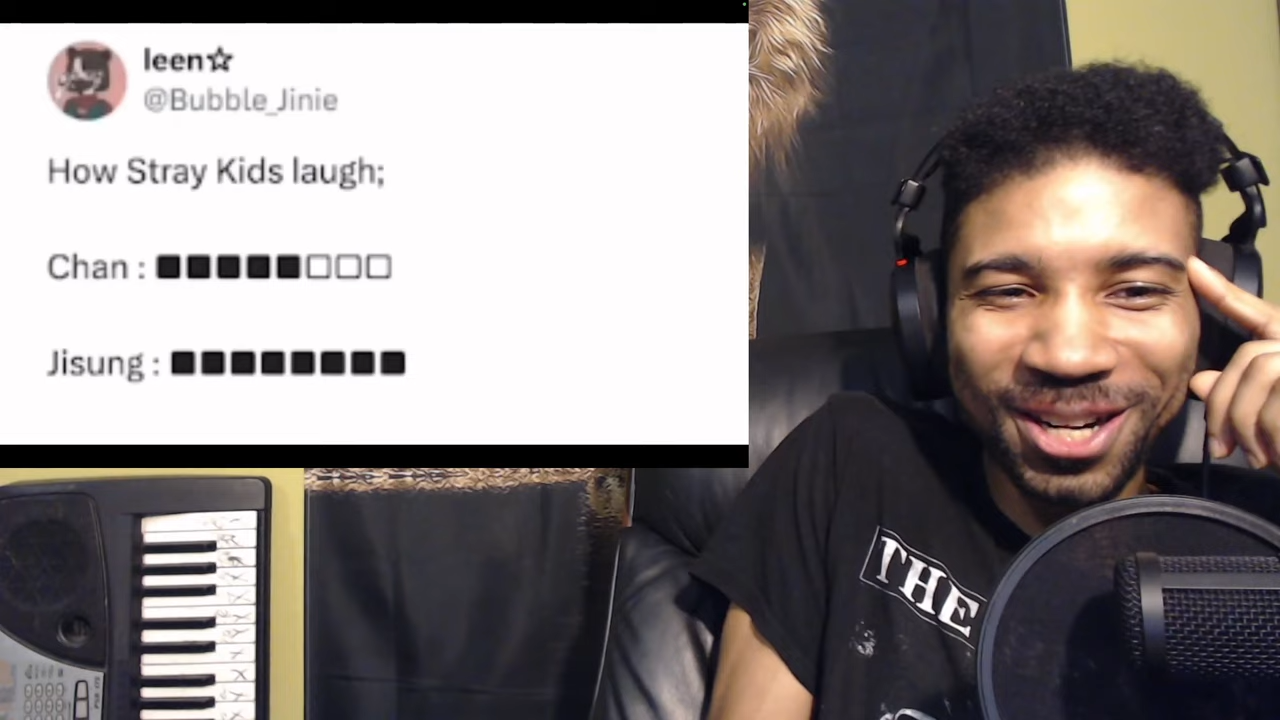 leen☆
@Bubble_Jinie
How Stray Kids laugh;
Chan : ■■■■■□□□
Jisung : ■■■■■■■■
THE